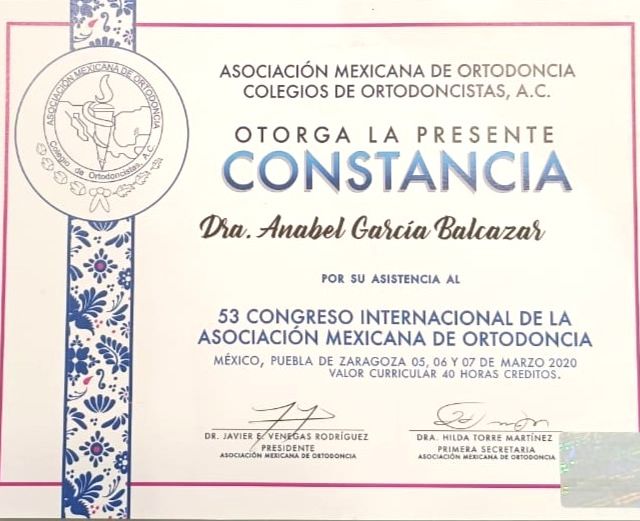 ASOCIACIÓN MEXICANA DE ORTODONCIA
Colegio de Ortodoncistas, A.C.
ASOCIACIÓN MEXICANA DE ORTODONCIA
COLEGIOS DE ORTODONCISTAS, A.C.
OTORGA LA PRESENTE
CONSTANCIA
Dra. Anabel García Balcazar
POR SU ASISTENCIA AL
53 CONGRESO INTERNACIONAL DE LA
ASOCIACIÓN MEXICANA DE ORTODONCIA
MÉXICO, PUEBLA DE ZARAGOZA 05, 06 Y 07 DE MARZO 2020
VALOR CURRICULAR 40 HORAS CREDITOS.
DR. JAVIER E. VENEGAS RODRÍGUEZ
PRESIDENTE
ASOCIACIÓN MEXICANA DE ORTODONCIA
DRA. HILDA TORRE MARTÍNEZ
PRIMERA SECRETARIA
ASOCIACIÓN MEXICANA DE ORTODONCIA